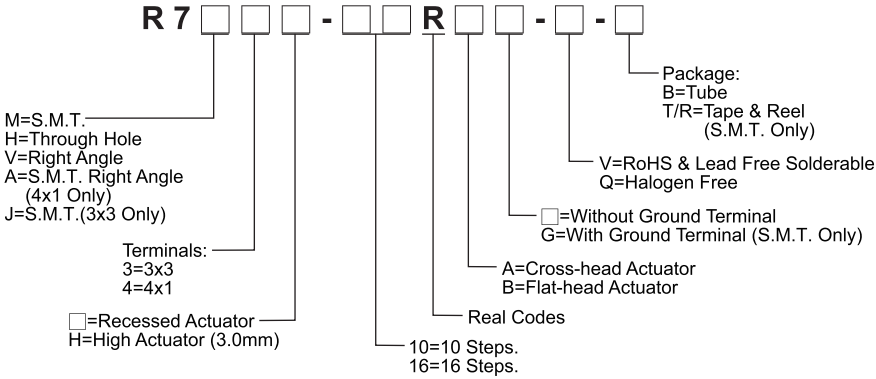 R7□□□-□□R□□-□-□
Package:
B=Tube
T/R=Tape & Reel
(S.M.T. Only)
M=S.M.T.
H=Through Hole
V=Right Angle
A=S.M.T. Right Angle
(4x1 Only)
J=S.M.T.(3x3 Only)
V=RoHS & Lead Free Solderable
Q=Halogen Free
□=Without Ground Terminal
G=With Ground Terminal (S.M.T. Only)
Terminals:
3=3x3
4=4x1
A=Cross-head Actuator
B=Flat-head Actuator
□=Recessed Actuator
H=High Actuator (3.0mm)
Real Codes
10=10 Steps.
16=16 Steps.